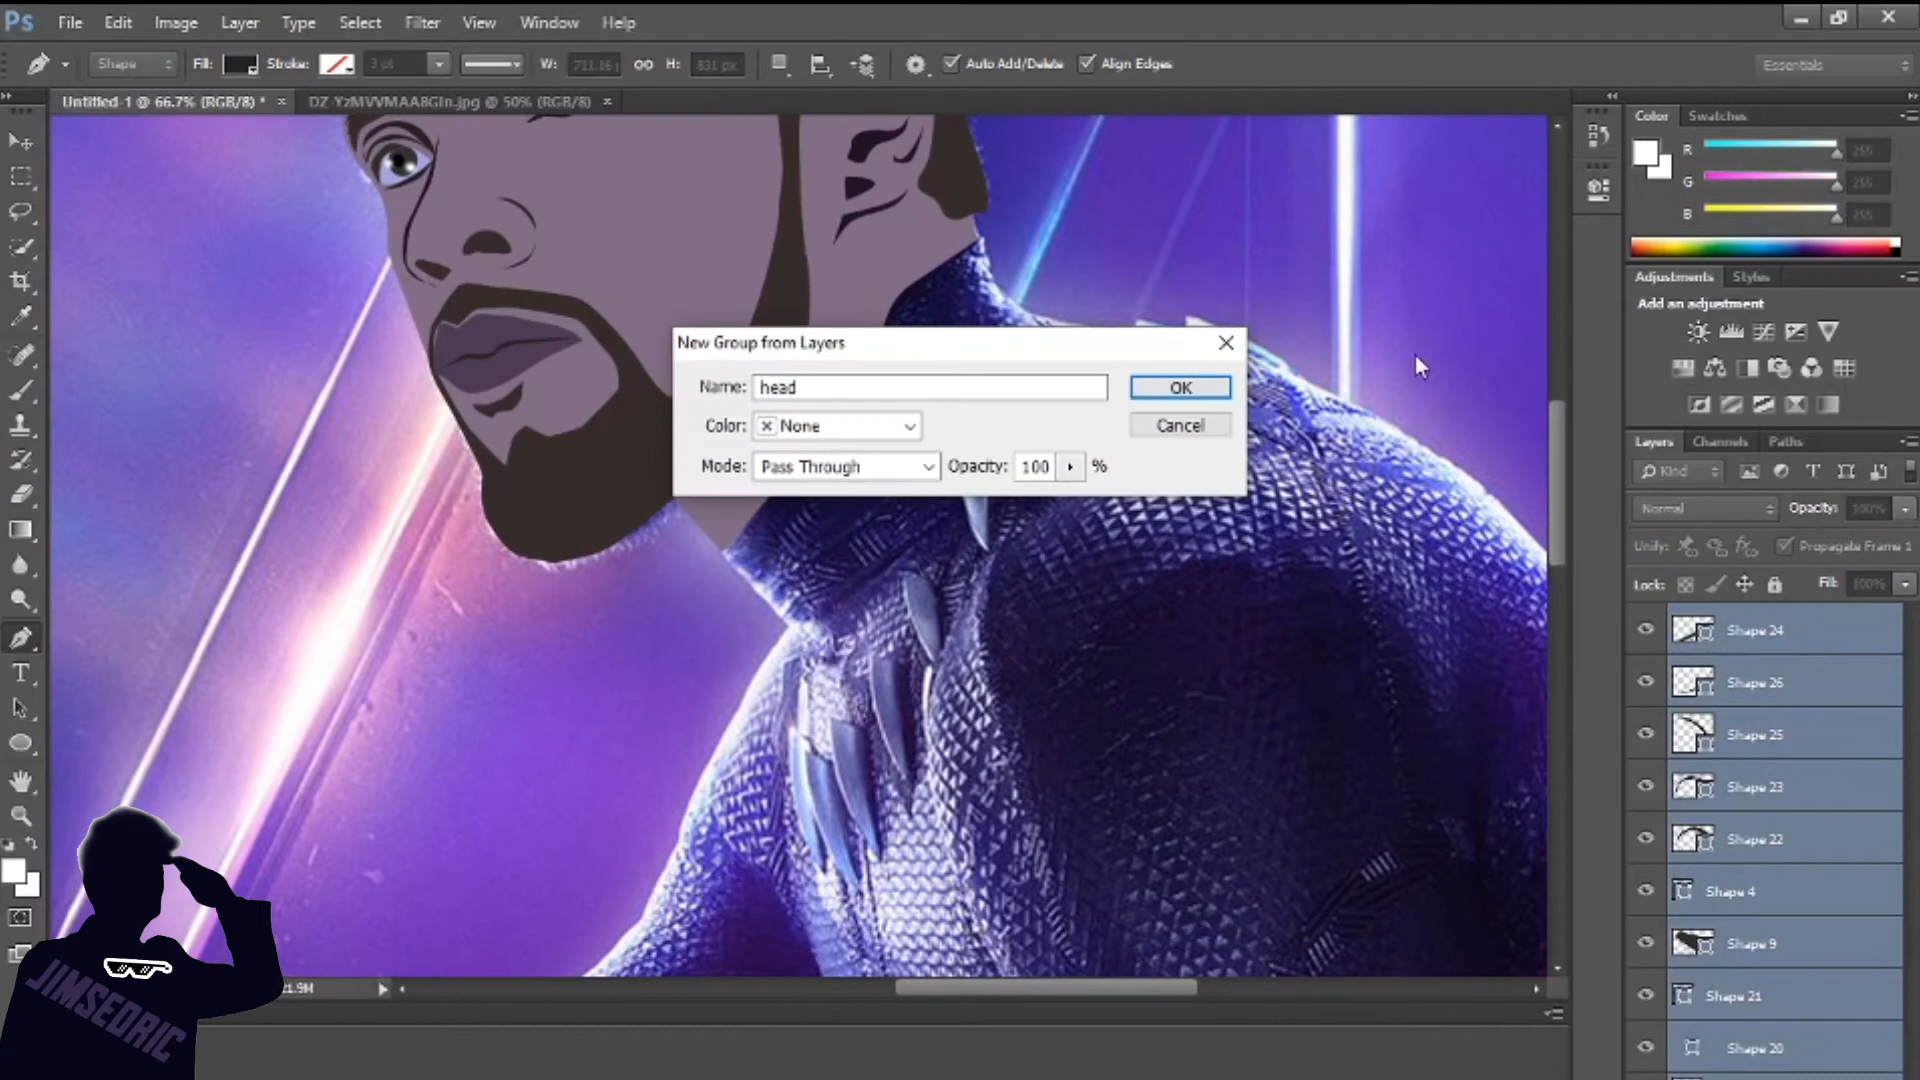 Ps File Edit Image Layer Type Select Filter View Window Help
Shape Fill: Stroke: 3 pt W: H: 831 px Auto Add/Delete Align Edges Essentials
Untitled-1 @ 66.7% (RGB/8) * × DZ-YzMVVMAA8GIn.jpg @ 50% (RGB/8) ×
Color Swatches
R 255
G 255
B 255
Adjustments Styles
Add an adjustment
New Group from Layers
Name: head OK
Color: None Cancel
Mode: Pass Through Opacity: 100 %
Layers Channels Paths
Kind
Normal Opacity: 100%
Unify: Propagate Frame 1
Lock: Fill: 100%
Shape 24
Shape 26
Shape 25
Shape 23
Shape 22
Shape 4
Shape 9
Shape 21
Shape 20
JIMSEDRIC